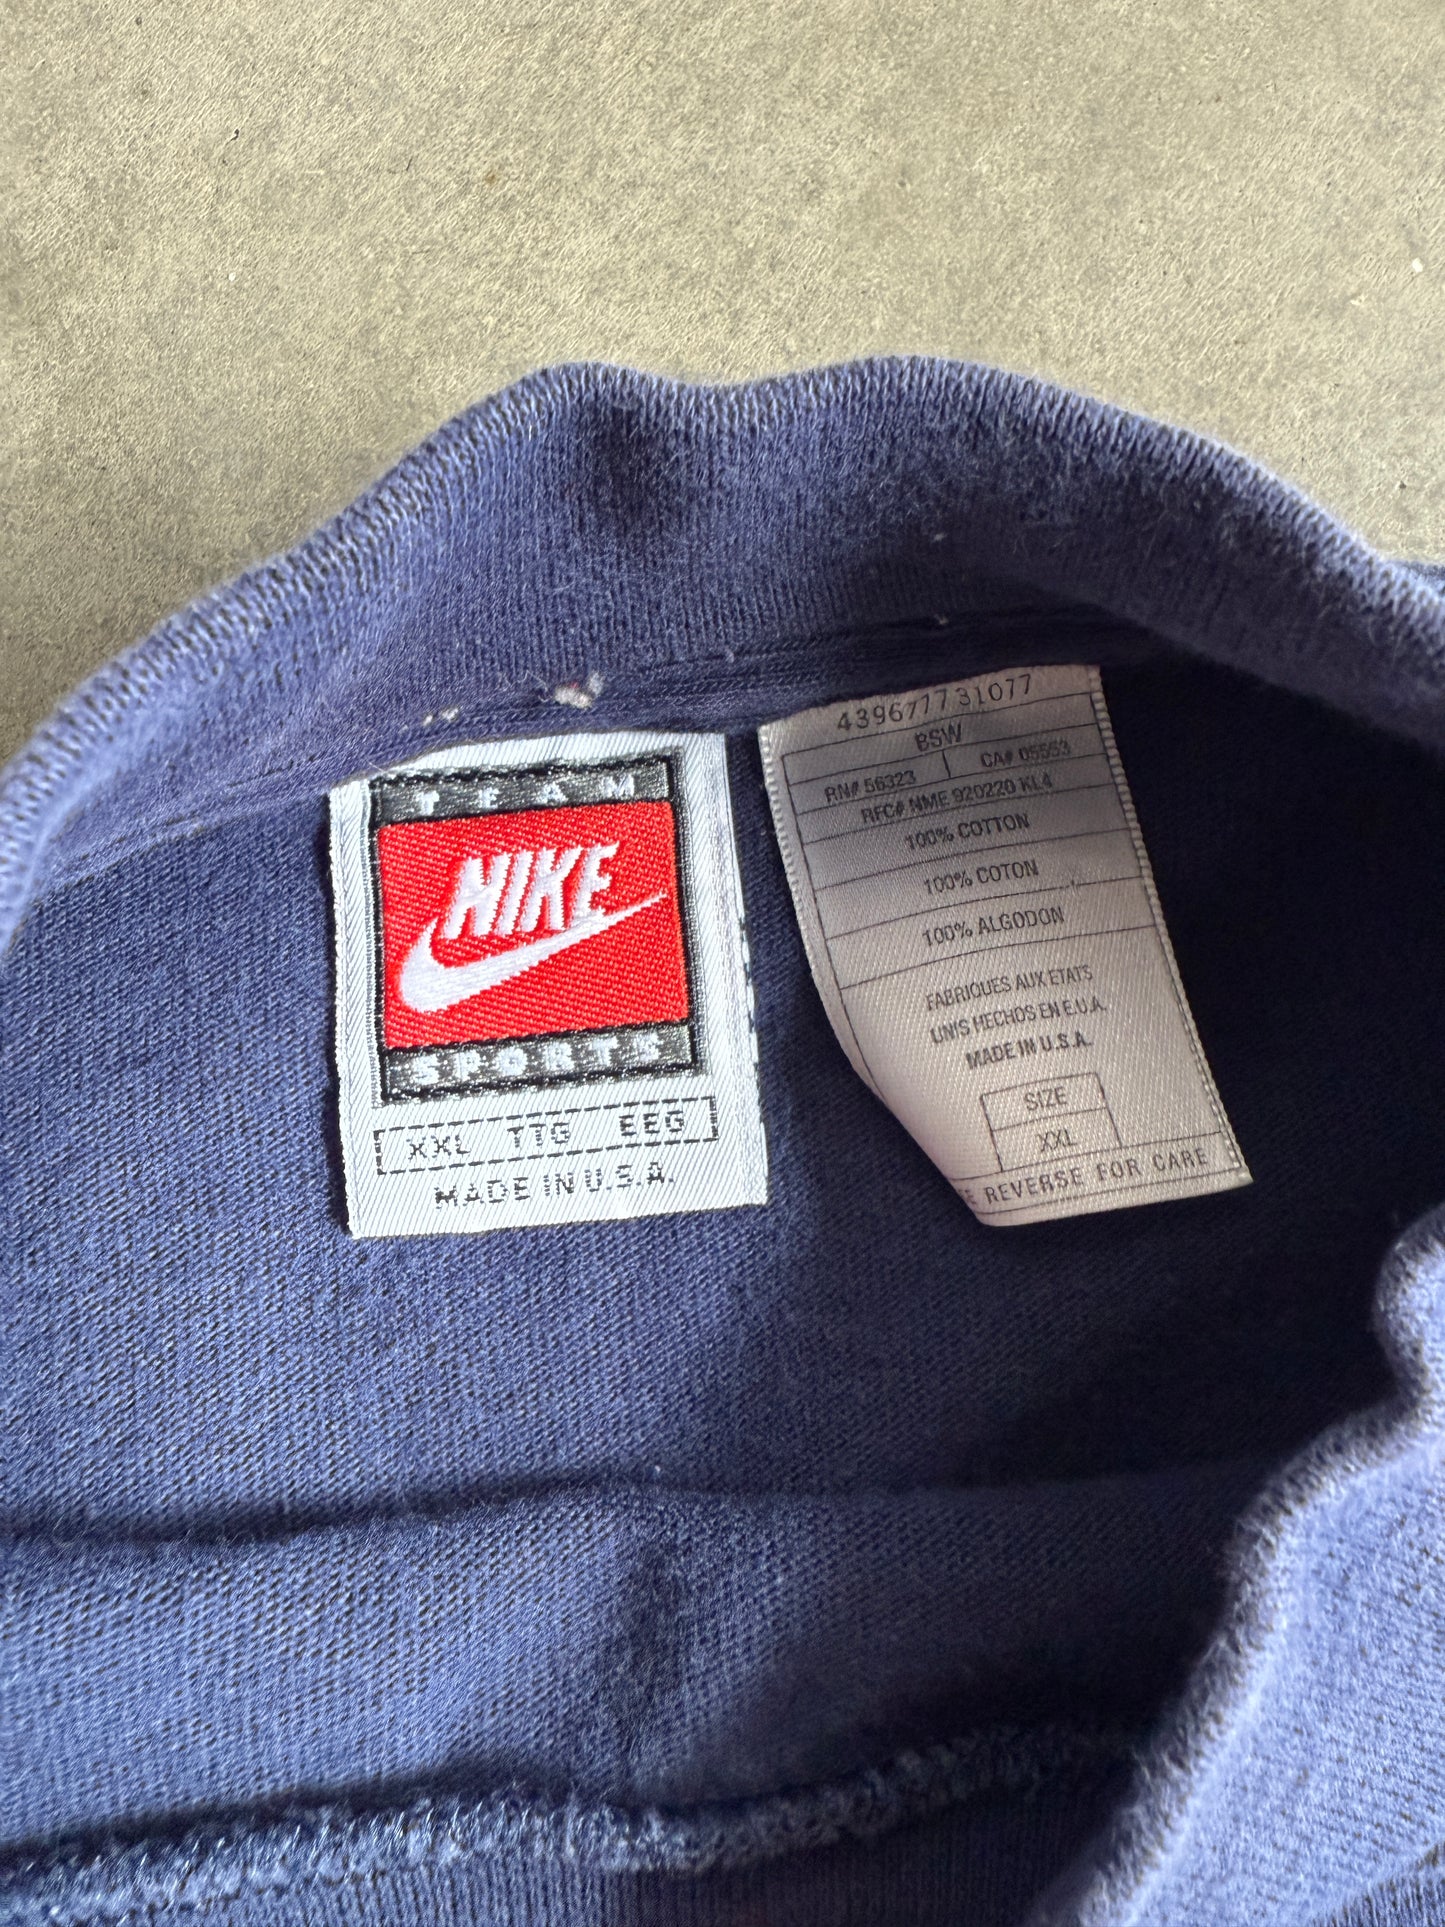 TEAM
NIKE
SPORTS
XXL TTG EEG
MADE IN U.S.A.
4396777 31077
BSW
RN# 56323 CA# 05553
RFC# NME 920220 KL4
100% COTTON
100% COTON
100% ALGODON
FABRIQUES AUX ETATS
UNIS HECHOS EN E.U.A.
MADE IN U.S.A.
SIZE
XXL
REVERSE FOR CARE